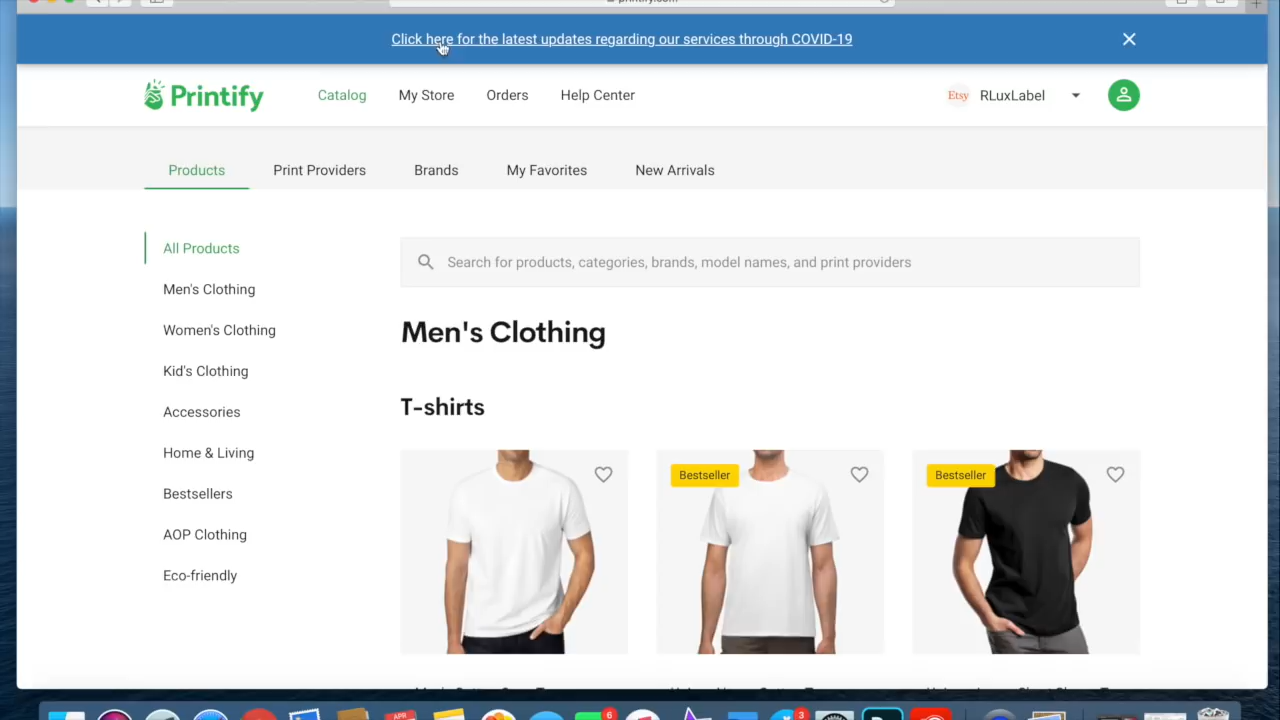 Click here for the latest updates regarding our services through COVID-19
Printify
Catalog
My Store
Orders
Help Center
Etsy
RLuxLabel
Products
Print Providers
Brands
My Favorites
New Arrivals
All Products
Men's Clothing
Women's Clothing
Kid's Clothing
Accessories
Home & Living
Bestsellers
AOP Clothing
Eco-friendly
Search for products, categories, brands, model names, and print providers
Men's Clothing
T-shirts
Bestseller
Bestseller
APR
6
3